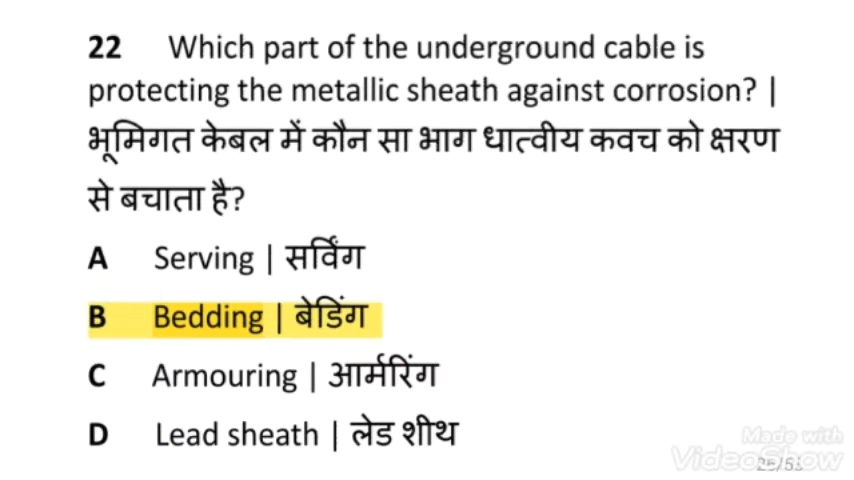 22 Which part of the underground cable is
protecting the metallic sheath against corrosion? |
भूमिगत केबल में कौन सा भाग धात्वीय कवच को क्षरण
से बचाता है?
A Serving | सर्विंग
B Bedding | बेडिंग
C Armouring | आर्मरिंग
D Lead sheath | लेड शीथ
Made with
VideoShow